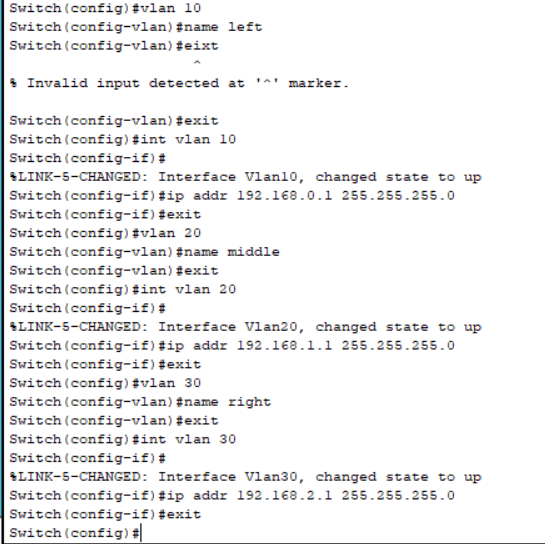 Switch(config)#vlan 10
Switch(config-vlan)#name left
Switch(config-vlan)#eixt
^
% Invalid input detected at '^' marker.
Switch(config-vlan)#exit
Switch(config)#int vlan 10
Switch(config-if)#
%LINK-5-CHANGED: Interface Vlan10, changed state to up
Switch(config-if)#ip addr 192.168.0.1 255.255.255.0
Switch(config-if)#exit
Switch(config)#vlan 20
Switch(config-vlan)#name middle
Switch(config-vlan)#exit
Switch(config)#int vlan 20
Switch(config-if)#
%LINK-5-CHANGED: Interface Vlan20, changed state to up
Switch(config-if)#ip addr 192.168.1.1 255.255.255.0
Switch(config-if)#exit
Switch(config)#vlan 30
Switch(config-vlan)#name right
Switch(config-vlan)#exit
Switch(config)#int vlan 30
Switch(config-if)#
%LINK-5-CHANGED: Interface Vlan30, changed state to up
Switch(config-if)#ip addr 192.168.2.1 255.255.255.0
Switch(config-if)#exit
Switch(config)#